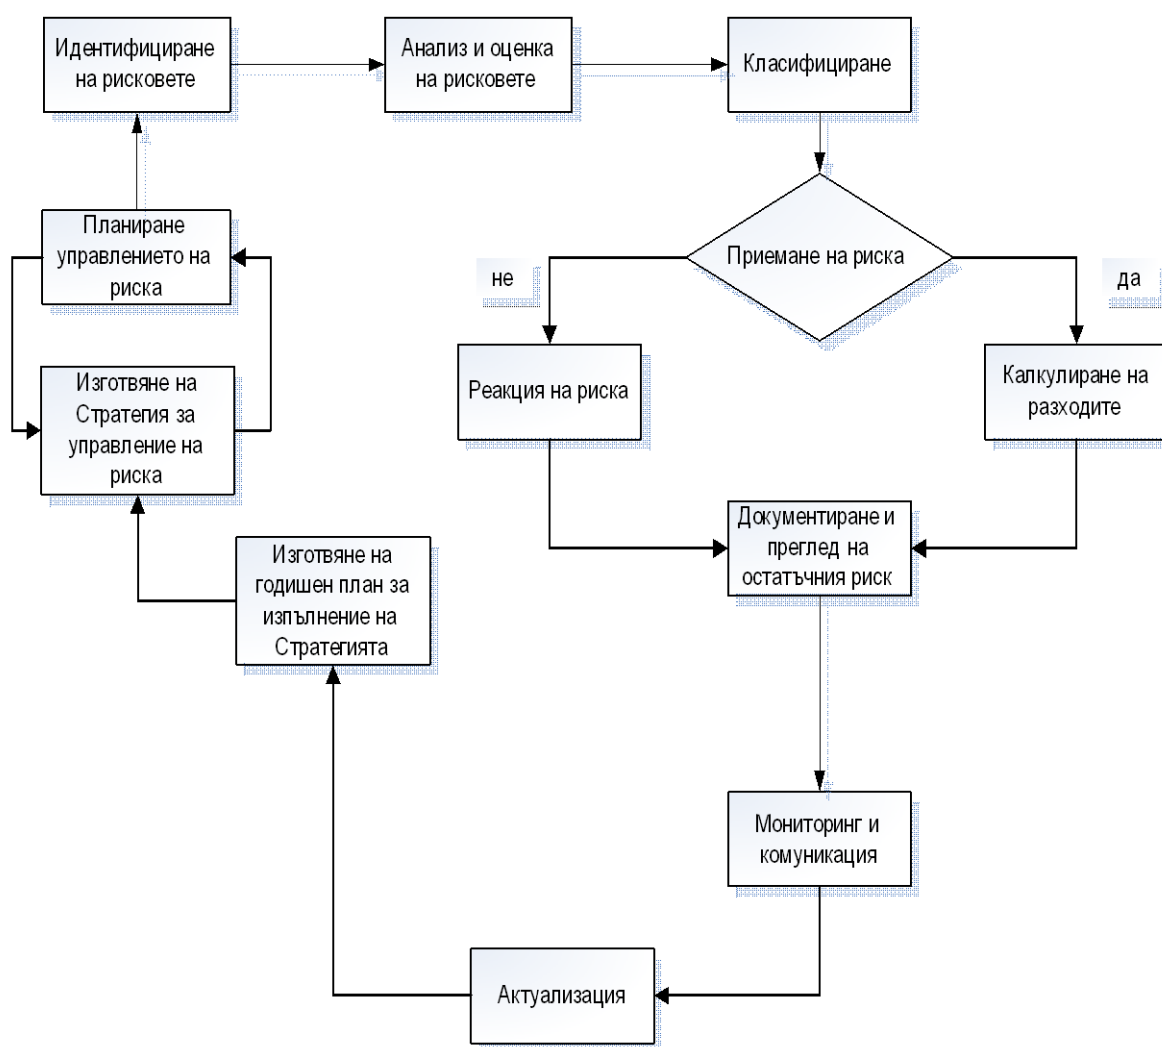 Идентифициране
на рисковете
Анализ и оценка
на рисковете
Класифициране
Планиране
управлението на
риска
Приемане на риска
не
да
Изготвяне на
Стратегия за
управление на
риска
Реакция на риска
Калкулиране на
разходите
Документиране и
преглед на
остатъчния риск
Изготвяне на
годишен план за
изпълнение на
Стратегията
Мониторинг и
комуникация
Актуализация